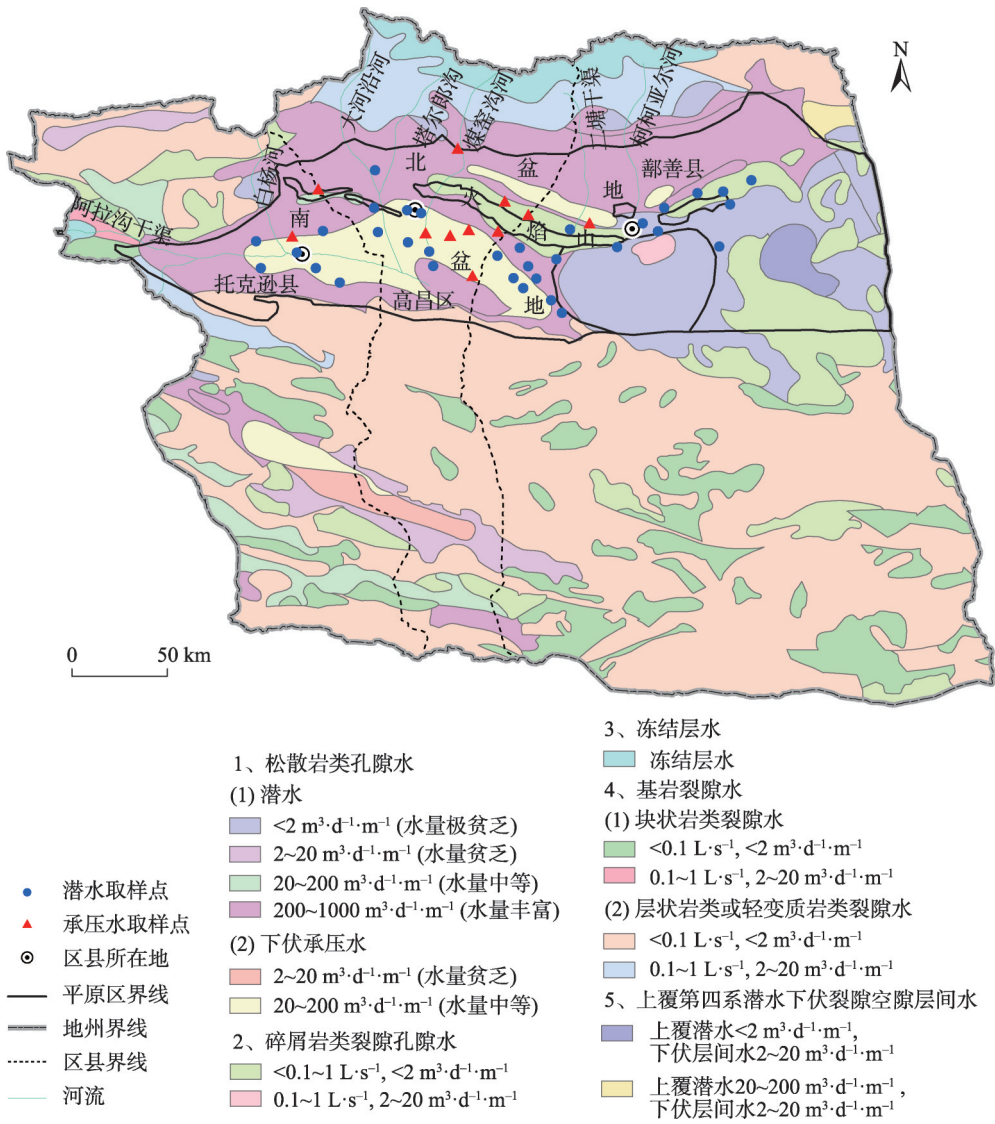 N
大河沿河
塔尔郎沟
煤窑沟河
二塘干渠
柯柯亚尔河
白杨河
阿拉沟干渠
北
盆
地
鄯善县
火
焰
山
南
盆
地
托克逊县
高昌区
0 50 km
潜水取样点
承压水取样点
区县所在地
平原区界线
地州界线
区县界线
河流
1、松散岩类孔隙水
(1) 潜水
<2 m³·d⁻¹·m⁻¹ (水量极贫乏)
2~20 m³·d⁻¹·m⁻¹ (水量贫乏)
20~200 m³·d⁻¹·m⁻¹ (水量中等)
200~1000 m³·d⁻¹·m⁻¹ (水量丰富)
(2) 下伏承压水
2~20 m³·d⁻¹·m⁻¹ (水量贫乏)
20~200 m³·d⁻¹·m⁻¹ (水量中等)
2、碎屑岩类裂隙孔隙水
<0.1~1 L·s⁻¹, <2 m³·d⁻¹·m⁻¹
0.1~1 L·s⁻¹, 2~20 m³·d⁻¹·m⁻¹
3、冻结层水
冻结层水
4、基岩裂隙水
(1) 块状岩类裂隙水
<0.1 L·s⁻¹, <2 m³·d⁻¹·m⁻¹
0.1~1 L·s⁻¹, 2~20 m³·d⁻¹·m⁻¹
(2) 层状岩类或轻变质岩类裂隙水
<0.1 L·s⁻¹, <2 m³·d⁻¹·m⁻¹
0.1~1 L·s⁻¹, 2~20 m³·d⁻¹·m⁻¹
5、上覆第四系潜水下伏裂隙空隙层间水
上覆潜水<2 m³·d⁻¹·m⁻¹,
下伏层间水2~20 m³·d⁻¹·m⁻¹
上覆潜水20~200 m³·d⁻¹·m⁻¹,
下伏层间水2~20 m³·d⁻¹·m⁻¹